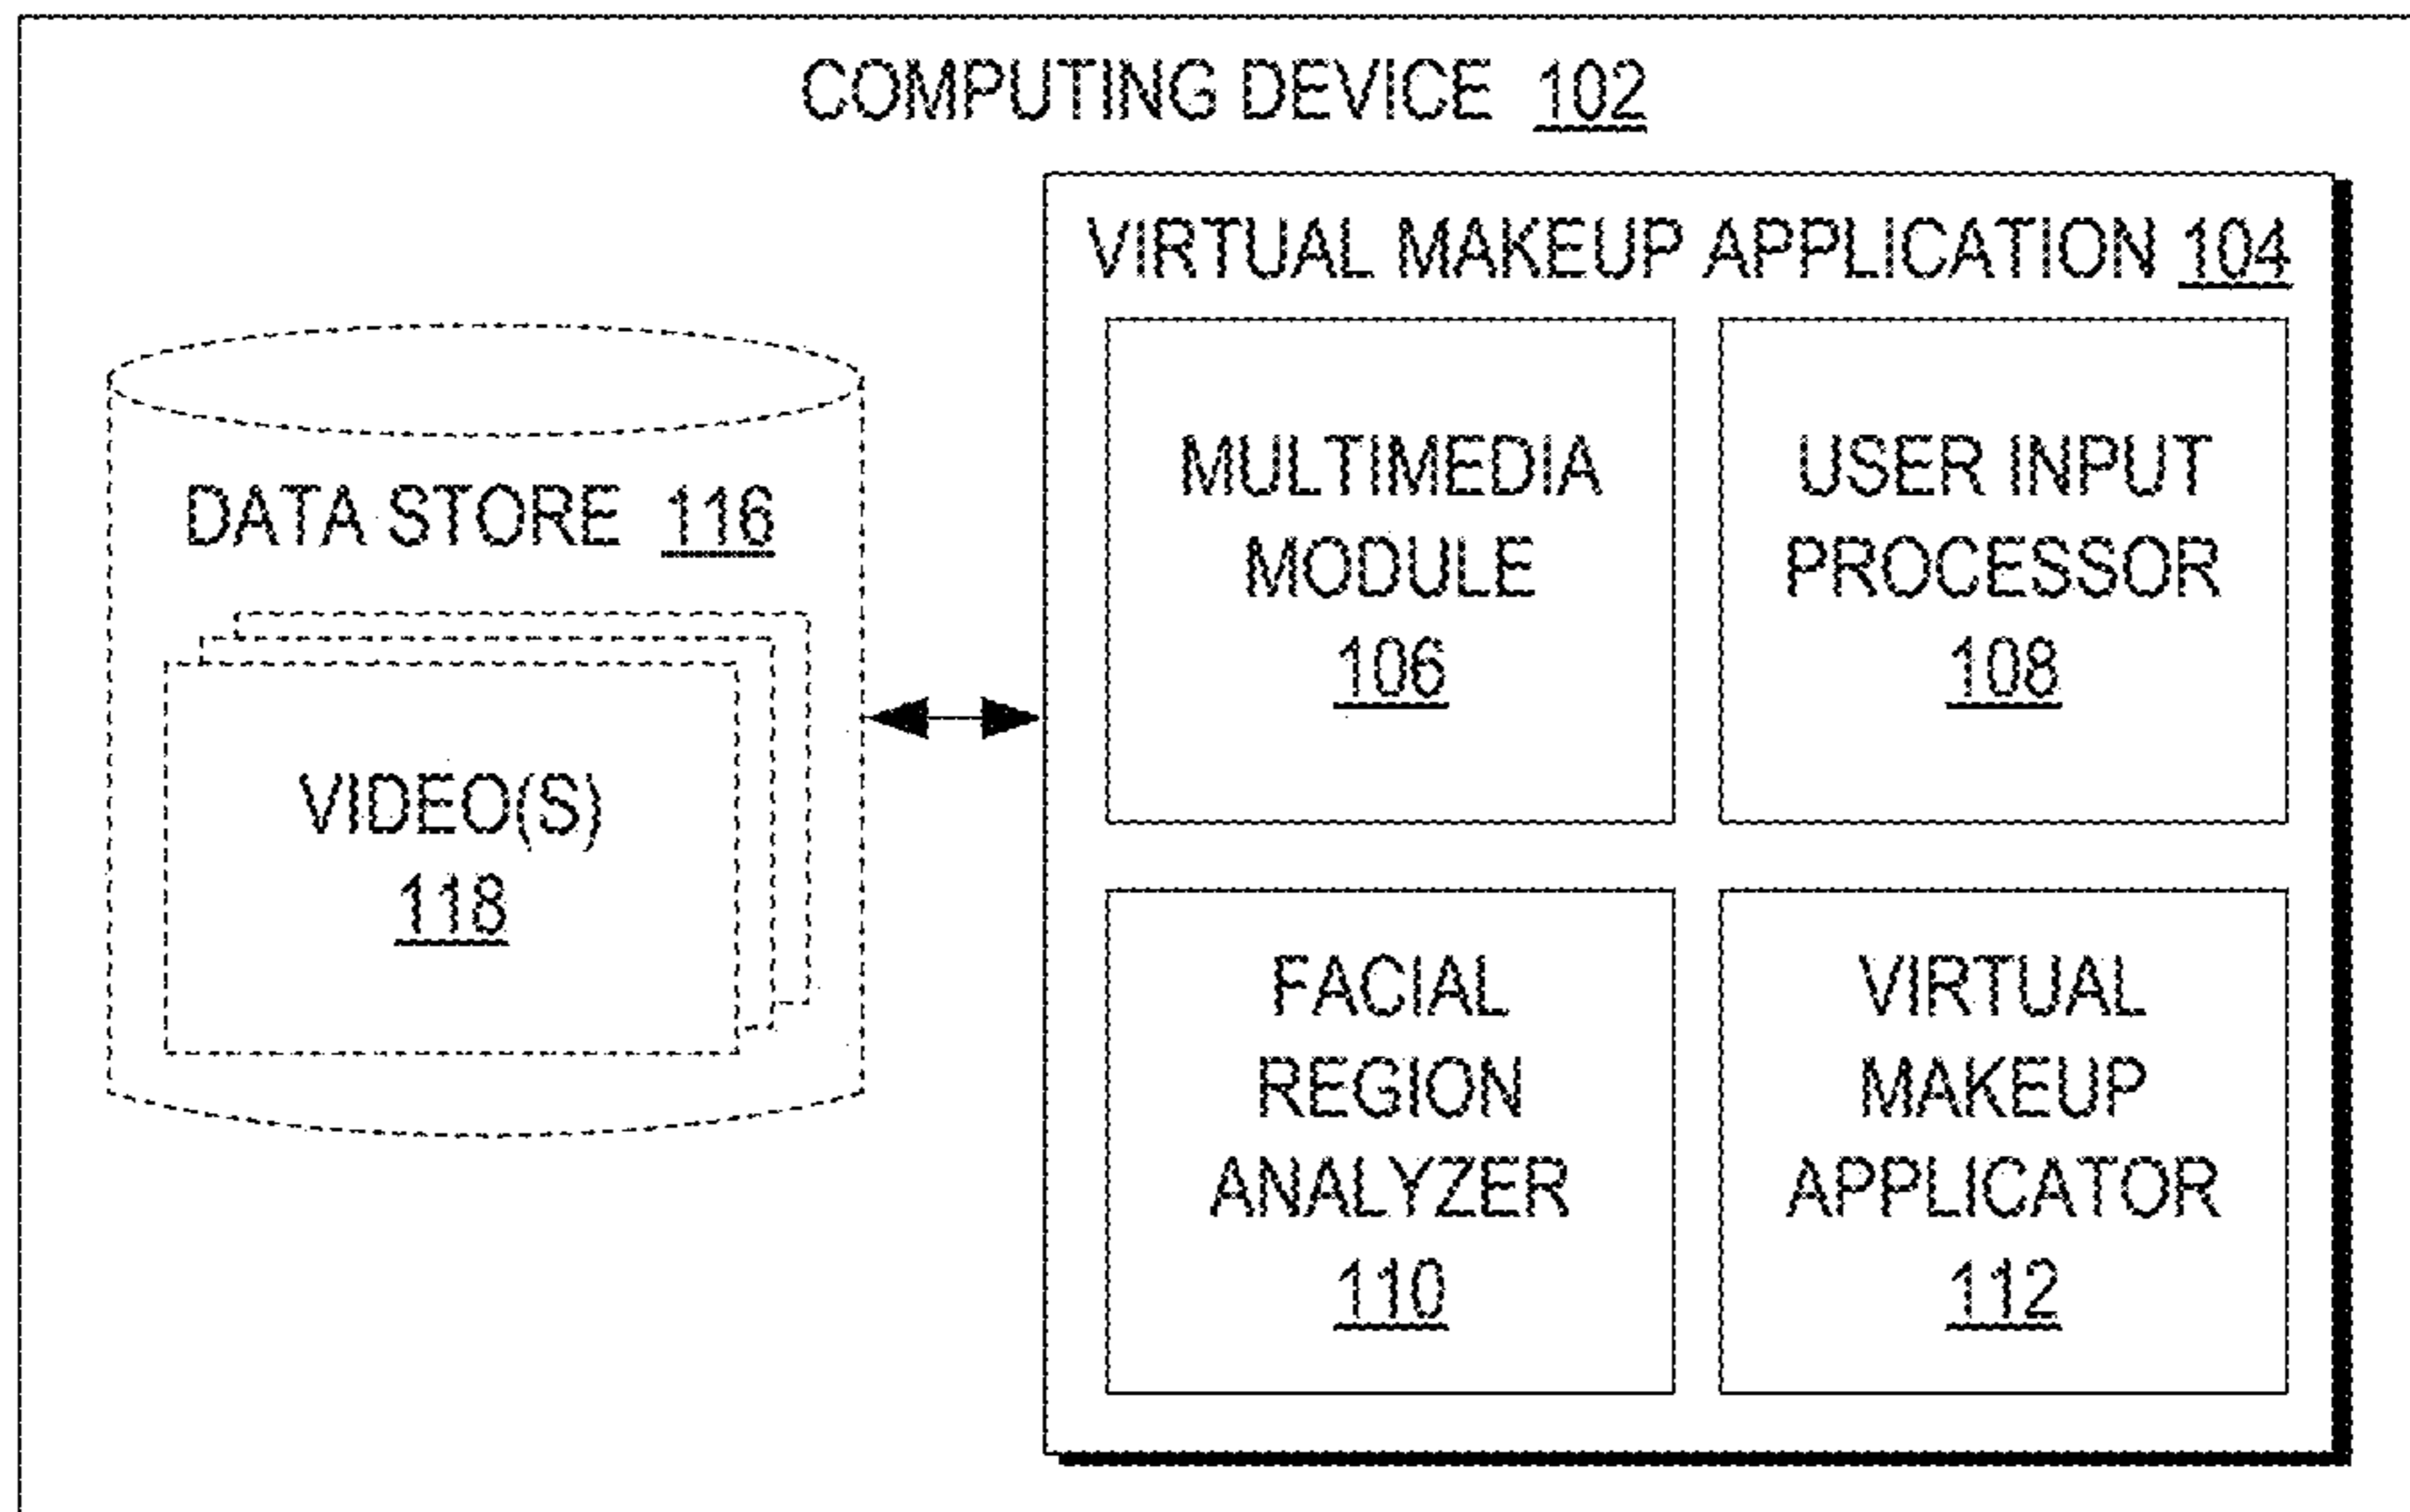 COMPUTING DEVICE 102
VIRTUAL MAKEUP APPLICATION 104
DATA STORE 116
VIDEO(S)
118
MULTIMEDIA
MODULE
106
USER INPUT
PROCESSOR
108
FACIAL
REGION
ANALYZER
110
VIRTUAL
MAKEUP
APPLICATOR
112